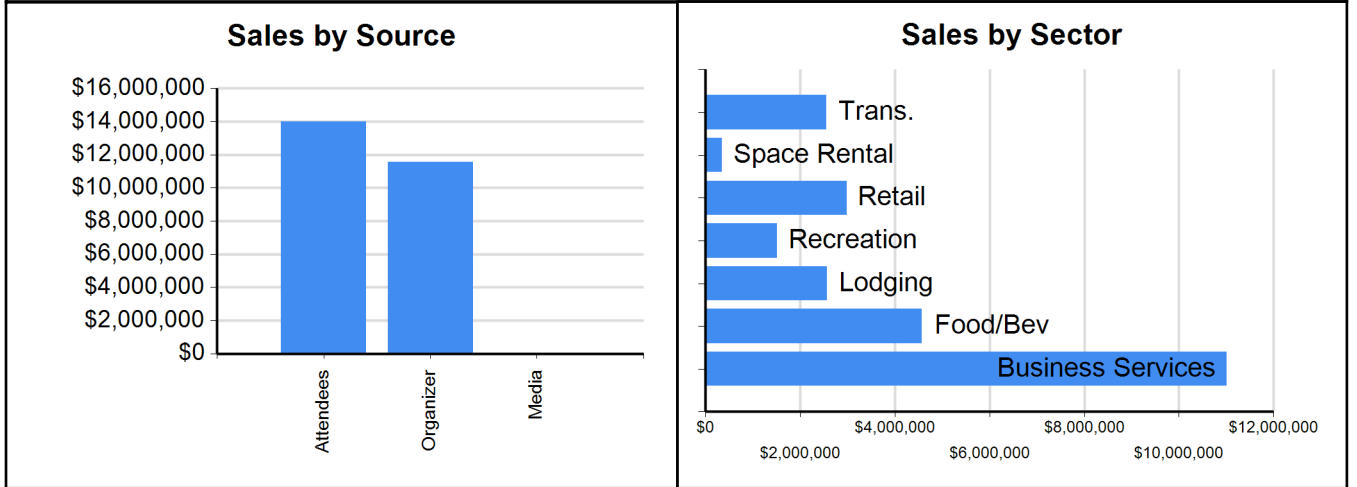 Sales by Source
$16,000,000
$14,000,000
$12,000,000
$10,000,000
$8,000,000
$6,000,000
$4,000,000
$2,000,000
$0
Attendees
Organizer
Media
Sales by Sector
Trans.
Space Rental
Retail
Recreation
Lodging
Food/Bev
Business Services
$0
$4,000,000
$8,000,000
$12,000,000
$2,000,000
$6,000,000
$10,000,000